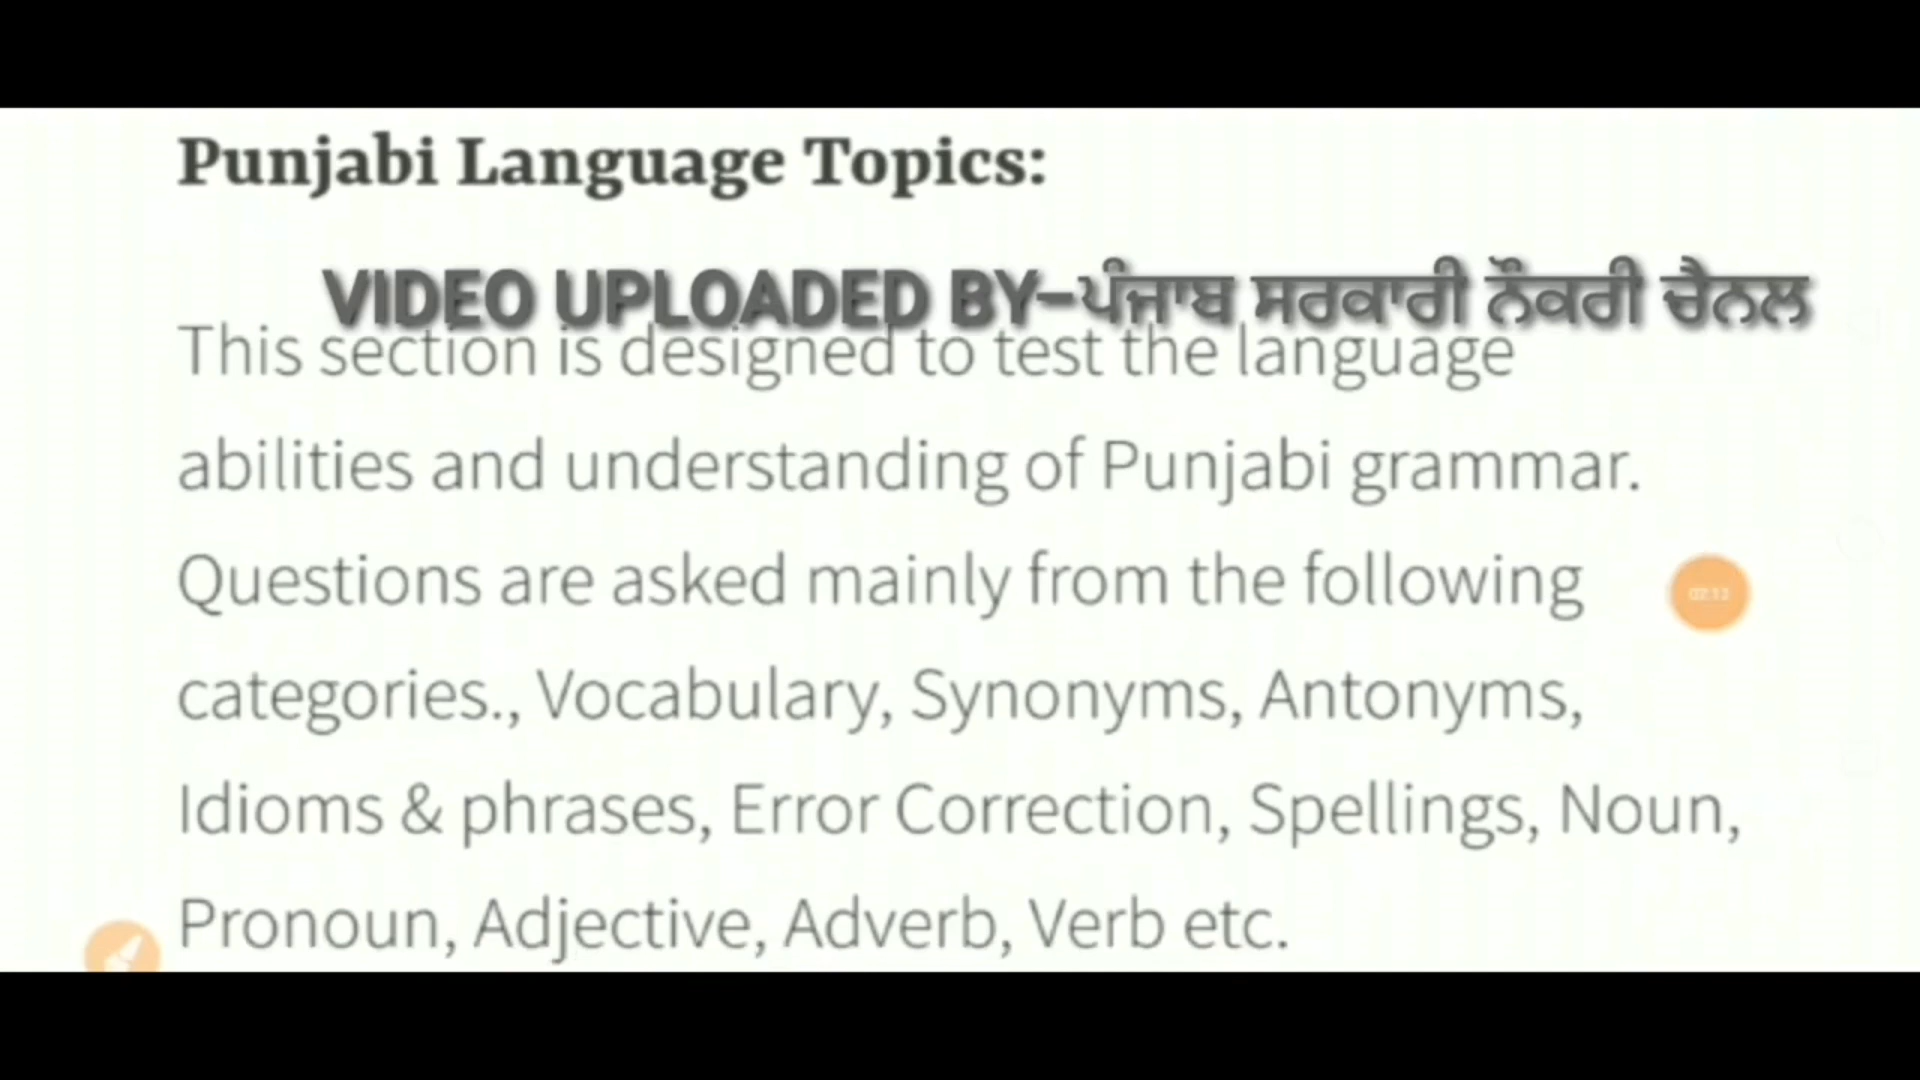 Punjabi Language Topics:
VIDEO UPLOADED BY-ਪੰਜਾਬ ਸਰਕਾਰੀ ਨੌਕਰੀ ਚੈਨਲ
This section is designed to test the language
abilities and understanding of Punjabi grammar.
Questions are asked mainly from the following
02:13
categories., Vocabulary, Synonyms, Antonyms,
Idioms & phrases, Error Correction, Spellings, Noun,
Pronoun, Adjective, Adverb, Verb etc.